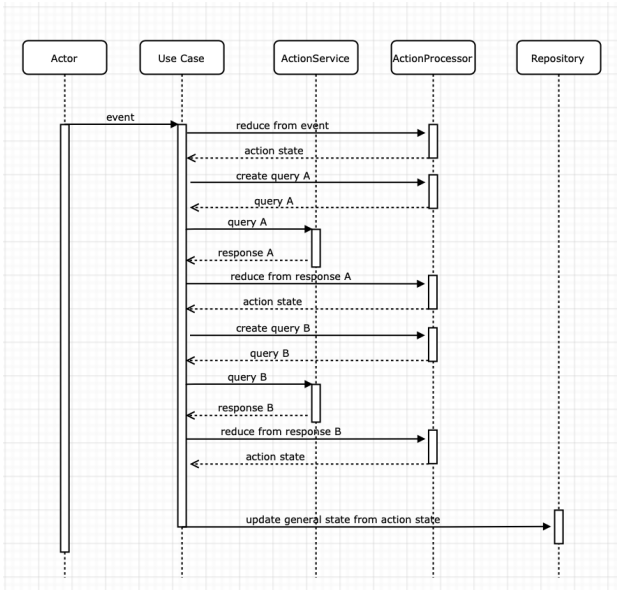 Actor
Use Case
ActionService
ActionProcessor
Repository
event
reduce from event
action state
create query A
query A
query A
response A
reduce from response A
action state
create query B
query B
query B
response B
reduce from response B
action state
update general state from action state